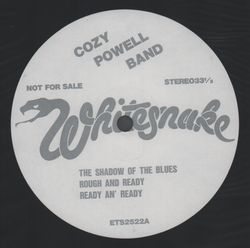 COZY
POWELL
BAND
NOT FOR SALE
STEREO33⅓
Whitesnake
THE SHADOW OF THE BLUES
ROUGH AND READY
READY AN' READY
ETS2522A